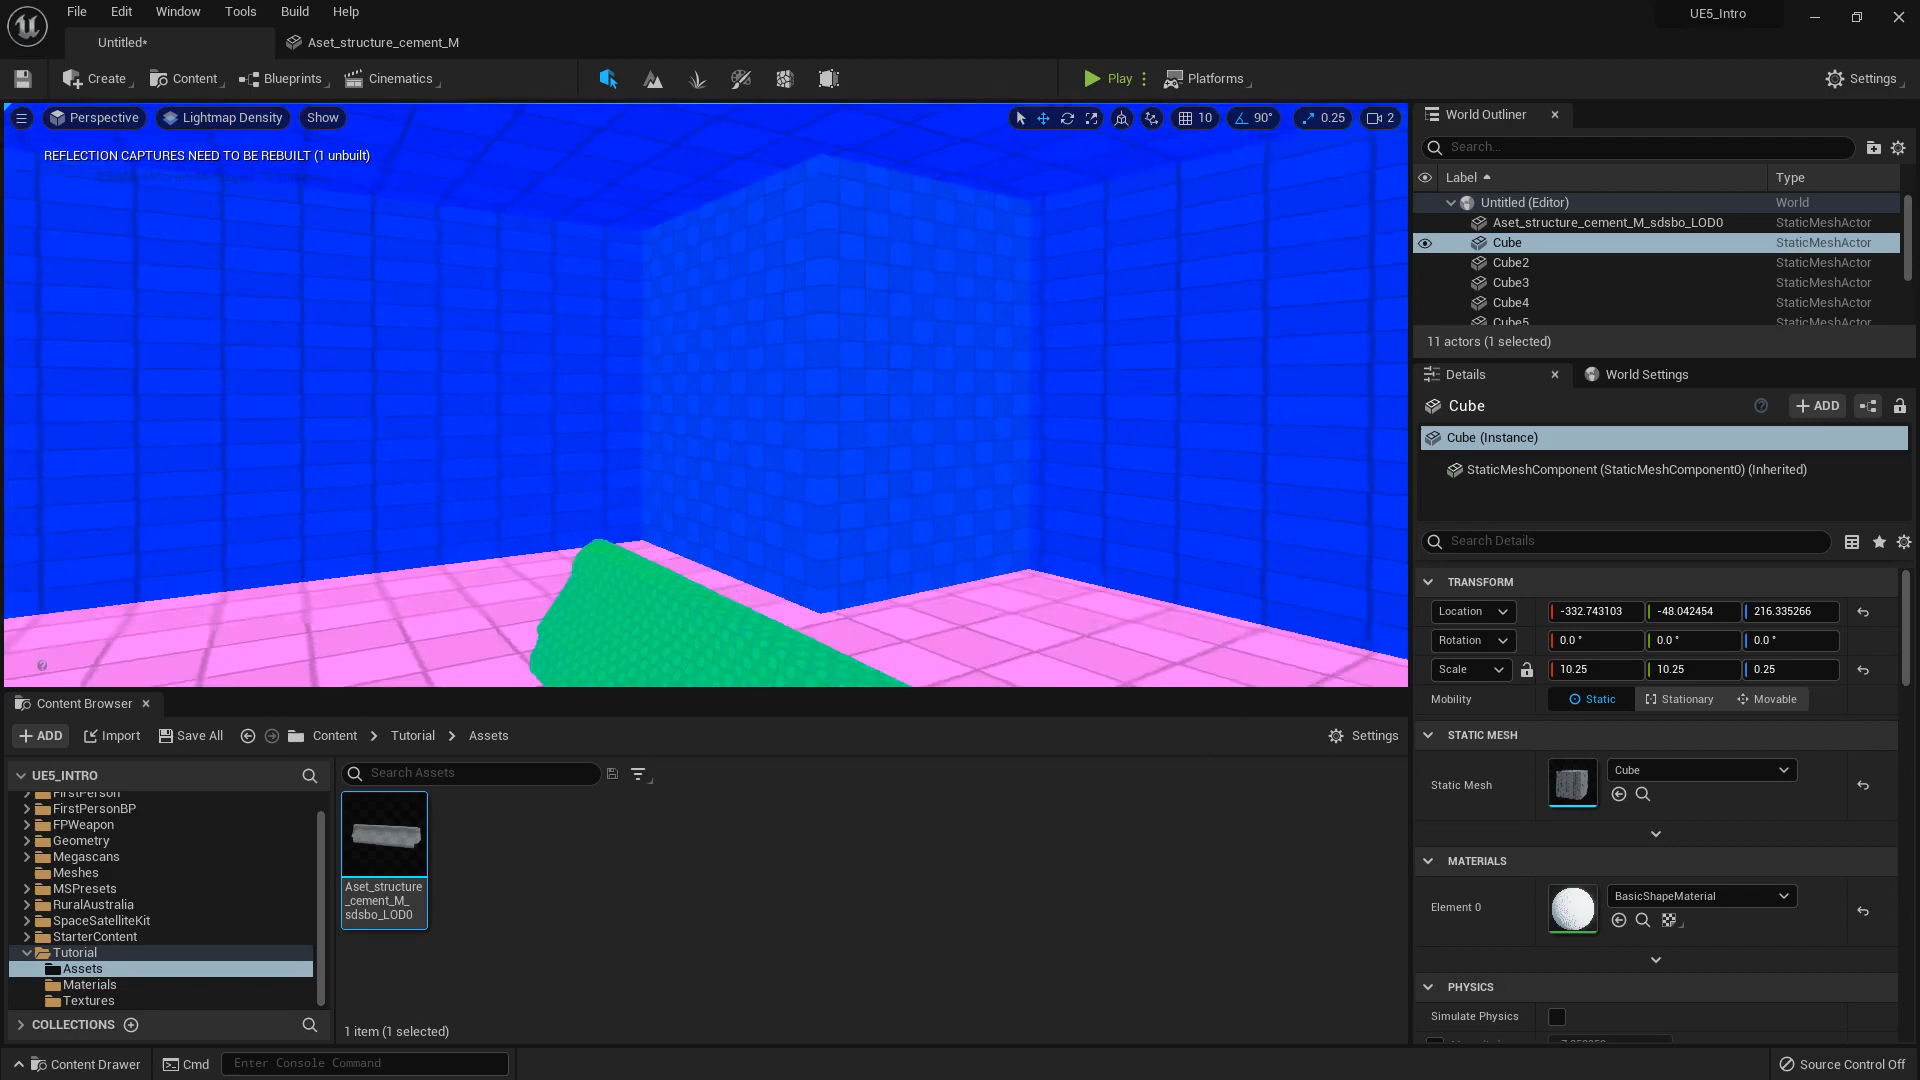 File Edit Window Tools Build Help
UE5_Intro
Untitled*
Aset_structure_cement_M
Create
Content
Blueprints
Cinematics
Play
Platforms
Settings
Perspective
Lightmap Density
Show
10
90°
0.25
2
REFLECTION CAPTURES NEED TO BE REBUILT (1 unbuilt)
World Outliner
Search...
Label
Type
Untitled (Editor) World
Aset_structure_cement_M_sdsbo_LOD0 StaticMeshActor
Cube StaticMeshActor
Cube2 StaticMeshActor
Cube3 StaticMeshActor
Cube4 StaticMeshActor
Cube5 StaticMeshActor
11 actors (1 selected)
Details
World Settings
Cube
ADD
Cube (Instance)
StaticMeshComponent (StaticMeshComponent0) (Inherited)
Search Details
TRANSFORM
Location -332.743103 -48.042454 216.335266
Rotation 0.0 ° 0.0 ° 0.0 °
Scale 10.25 10.25 0.25
Mobility Static Stationary Movable
STATIC MESH
Static Mesh
Cube
MATERIALS
Element 0
BasicShapeMaterial
PHYSICS
Simulate Physics
Content Browser
ADD Import Save All Content Tutorial Assets
Settings
UE5_INTRO
FirstPerson
FirstPersonBP
FPWeapon
Geometry
Megascans
Meshes
MSPresets
RuralAustralia
SpaceSatelliteKit
StarterContent
Tutorial
Assets
Materials
Textures
COLLECTIONS
Search Assets
Aset_structure
_cement_M_
sdsbo_LOD0
1 item (1 selected)
Content Drawer
Cmd
Enter Console Command
Source Control Off